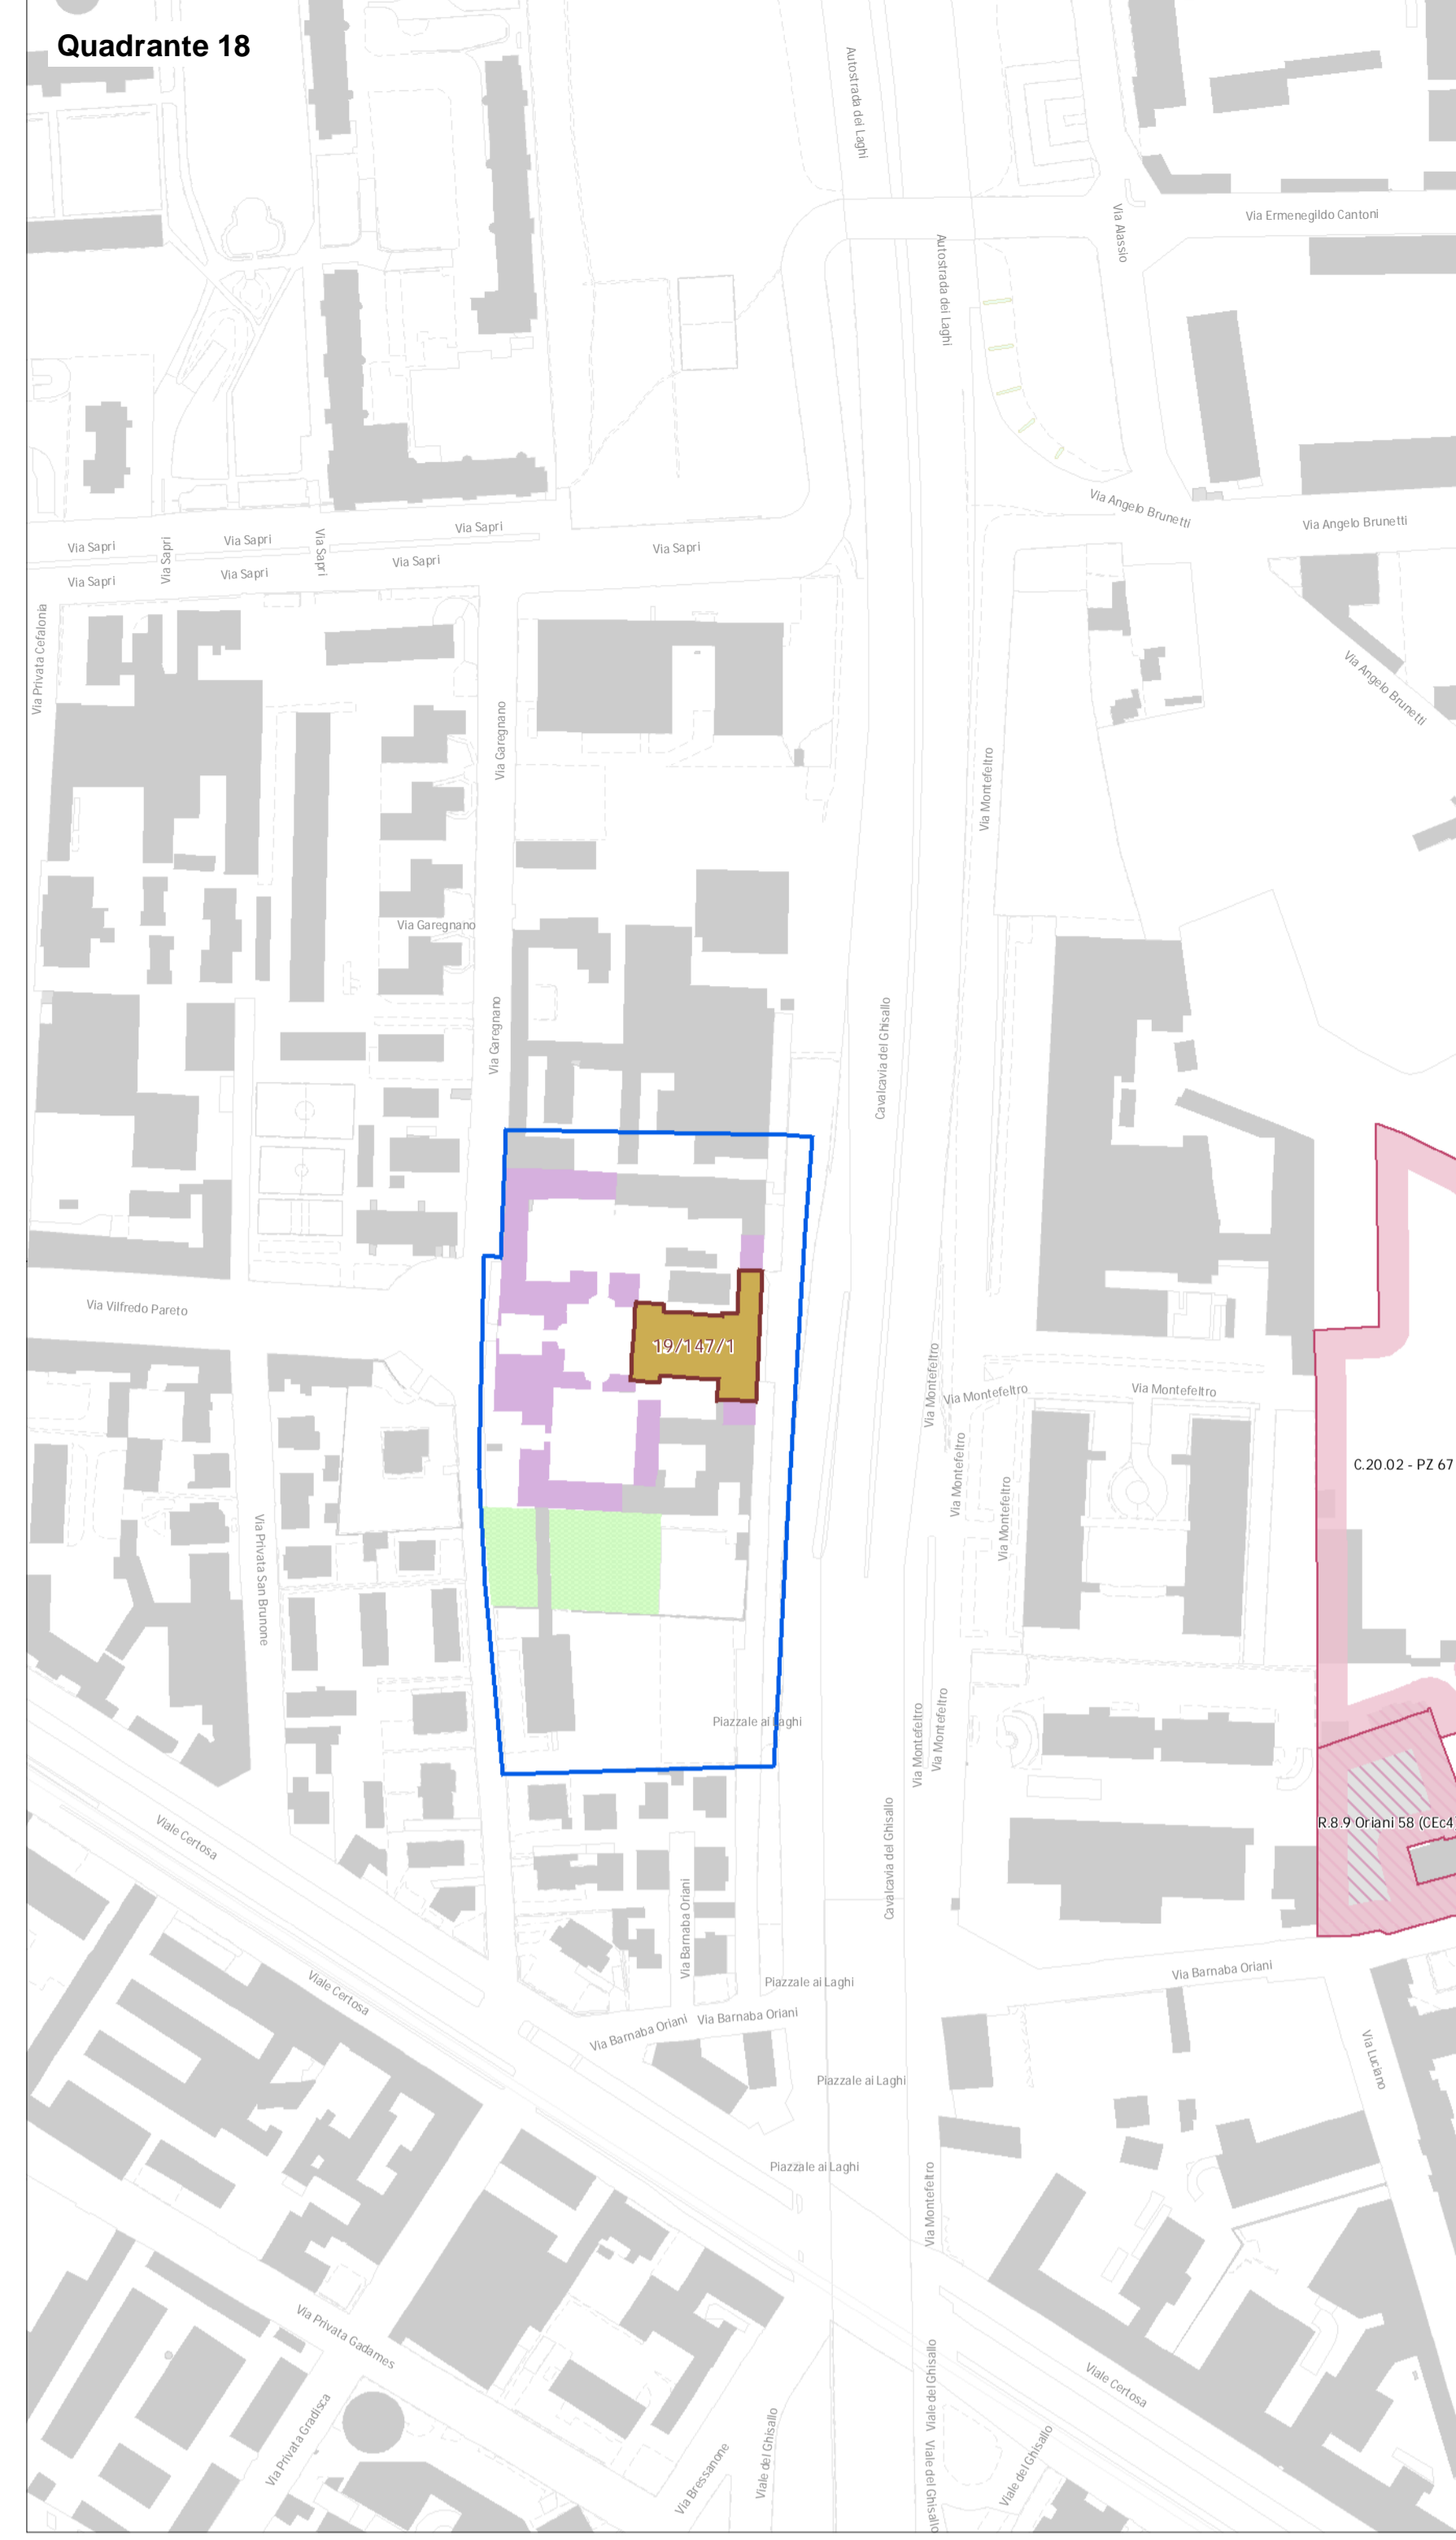 Quadrante 18
Autostrada dei Laghi
Via Alassio
Via Ermenegildo Cantoni
Autostrada dei Laghi
Via Angelo Brunetti
Via Angelo Brunetti
Via Sapri
Via Sapri
Via Sapri
Via Sapri
Via Sapri
Via Sapri
Via Sapri
Via Sapri
Via Sapri
Via Privata Cefalonia
Via Angelo Brunetti
Via Garegnano
Via Montefeltro
Via Garegnano
Via Garegnano
Cavalcavia del Ghisallo
Via Vilfredo Pareto
19/147/1
Via Montefeltro
Via Montefeltro
Via Montefeltro
Via Montefeltro
C.20.02 - PZ 67
Via Montefeltro
Via Privata San Brunone
Piazzale ai Laghi
Via Montefeltro
Via Montefeltro
R.8.9 Oriani 58 (CEc4
Viale Certosa
Cavalcavia del Ghisallo
Via Barnaba Oriani
Viale Certosa
Piazzale ai Laghi
Via Barnaba Oriani
Via Barnaba Oriani
Via Barnaba Oriani
Via Luciano
Piazzale ai Laghi
Piazzale ai Laghi
Via Montefeltro
Via Privata Gadames
Viale Certosa
Viale del Ghisallo
Via Privata Gradisca
Via Bressanone
Viale del Ghisallo
Viale del Ghisallo
Viale del Ghisallo